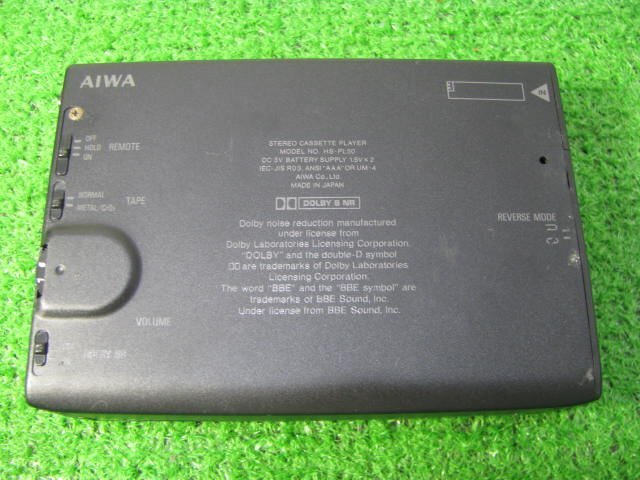 AIWA
IN
OFF
HOLD REMOTE
ON
NORMAL
TAPE
METAL/CrO₂
STEREO CASSETTE PLAYER
MODEL NO. HS-PL50
DC 3V BATTERY SUPPLY 1.5V × 2
IEC-JIS R03, ANSI "AAA" OR UM-4
AIWA Co., Ltd.
MADE IN JAPAN
DOLBY B NR
Dolby noise reduction manufactured
under license from
Dolby Laboratories Licensing Corporation.
"DOLBY" and the double-D symbol
are trademarks of Dolby Laboratories
Licensing Corporation.
The word "BBE" and the "BBE symbol" are
trademarks of BBE Sound, Inc.
Under license from BBE Sound, Inc.
REVERSE MODE
VOLUME
NR